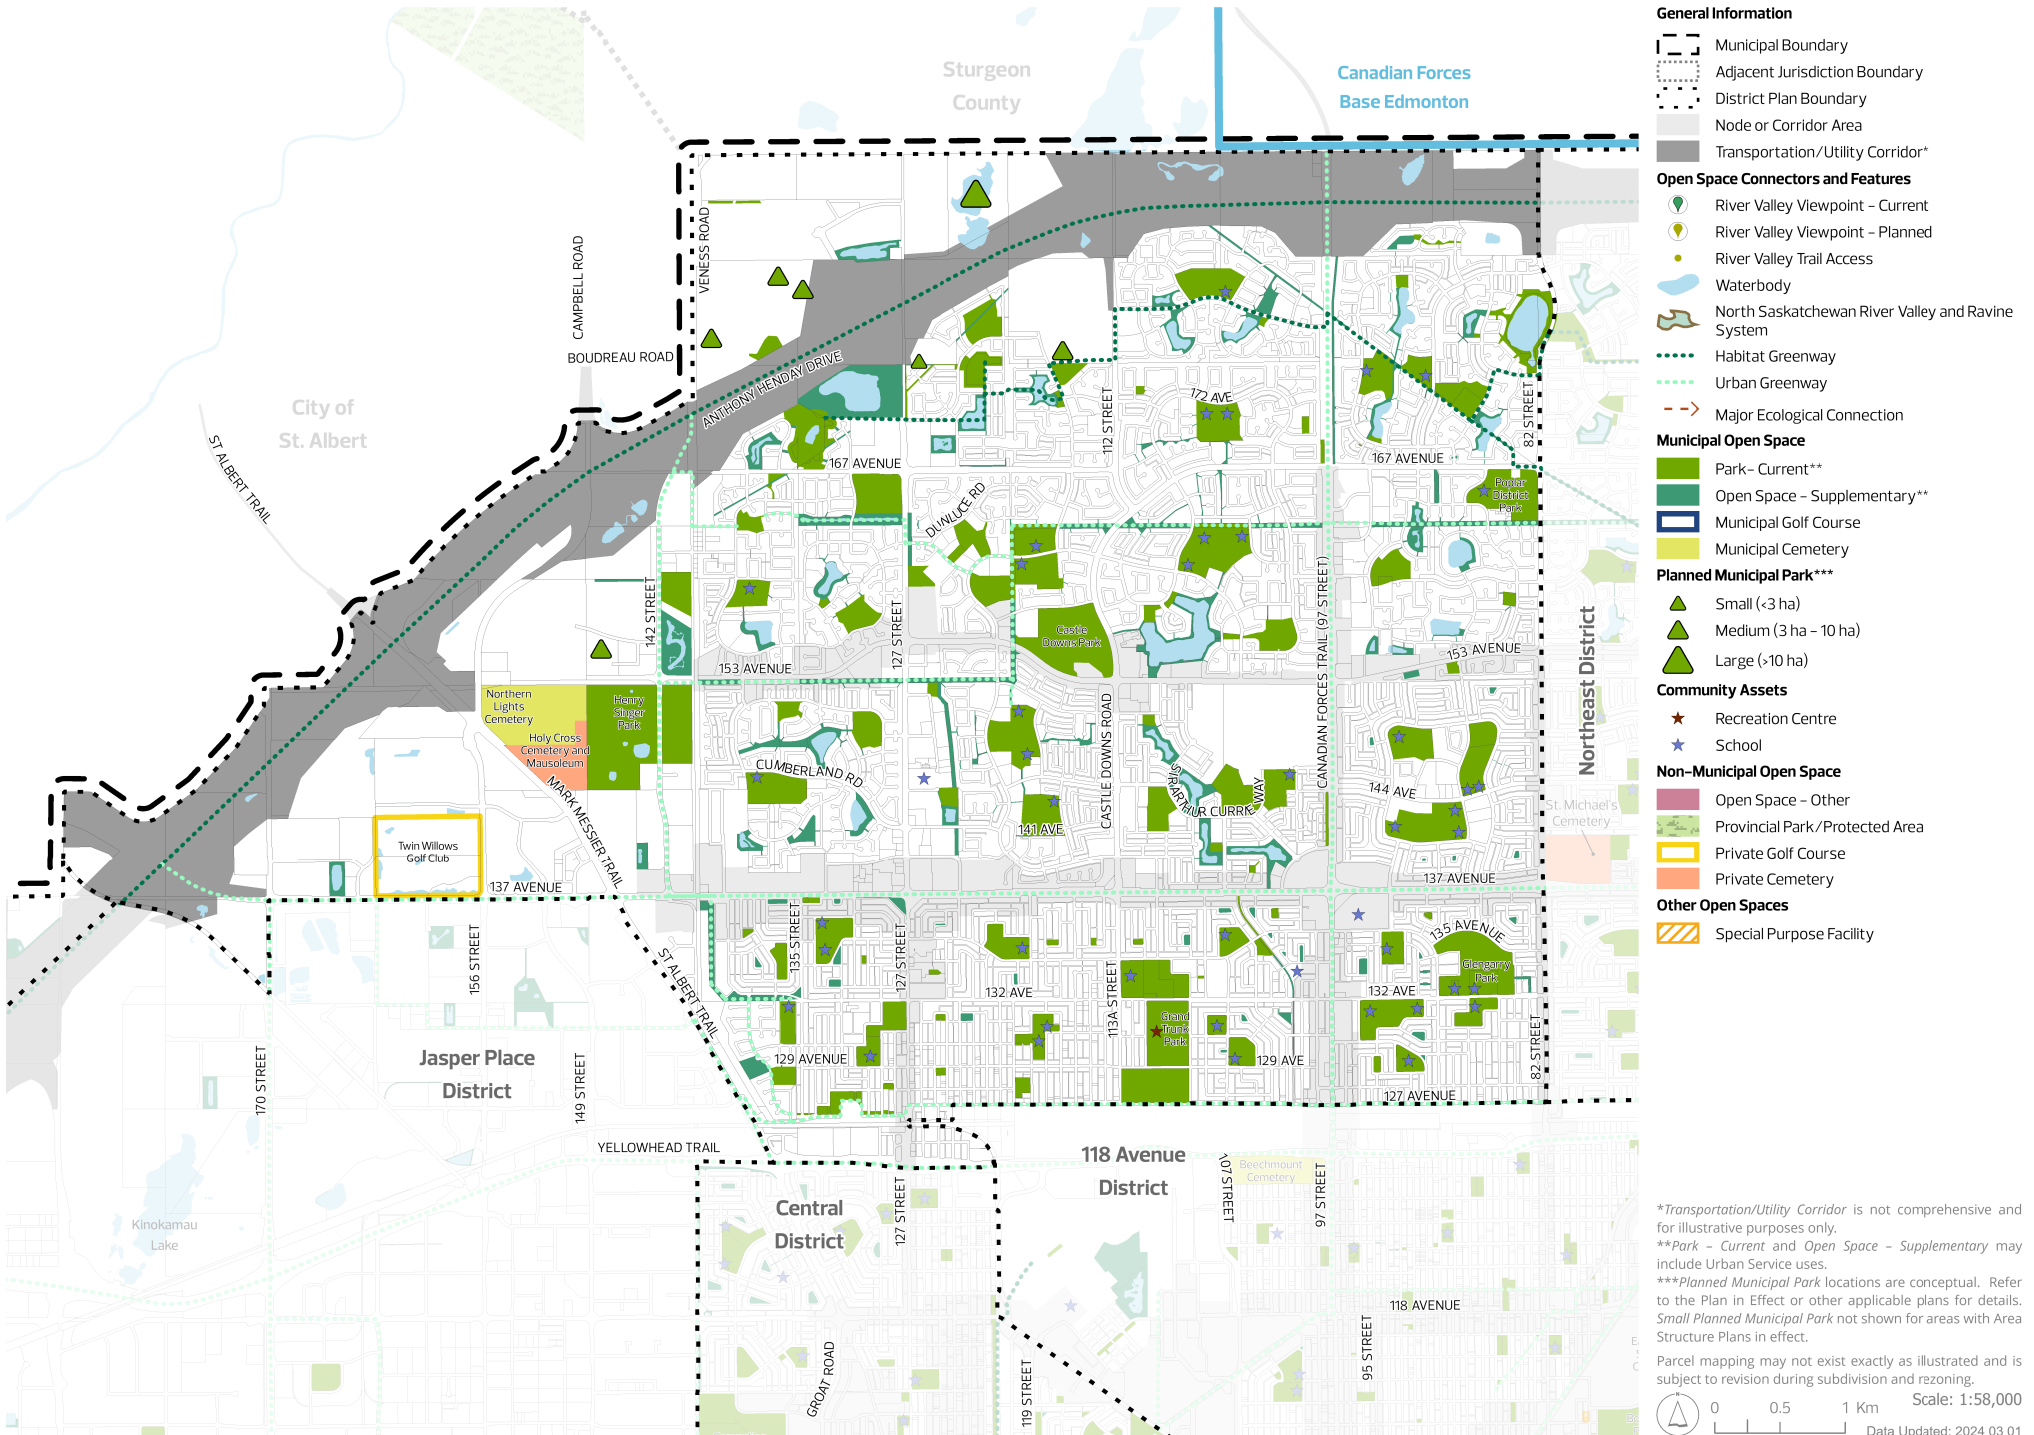 General Information
Municipal Boundary
Adjacent Jurisdiction Boundary
District Plan Boundary
Node or Corridor Area
Transportation/Utility Corridor*
Open Space Connectors and Features
River Valley Viewpoint – Current
River Valley Viewpoint – Planned
River Valley Trail Access
Waterbody
North Saskatchewan River Valley and Ravine
System
Habitat Greenway
Urban Greenway
Major Ecological Connection
Municipal Open Space
Park– Current**
Open Space – Supplementary**
Municipal Golf Course
Municipal Cemetery
Planned Municipal Park***
Small (<3 ha)
Medium (3 ha – 10 ha)
Large (>10 ha)
Community Assets
Recreation Centre
School
Non-Municipal Open Space
Open Space – Other
Provincial Park/Protected Area
Private Golf Course
Private Cemetery
Other Open Spaces
Special Purpose Facility
*Transportation/Utility Corridor is not comprehensive and
for illustrative purposes only.
**Park – Current and Open Space – Supplementary may
include Urban Service uses.
***Planned Municipal Park locations are conceptual. Refer
to the Plan in Effect or other applicable plans for details.
Small Planned Municipal Park not shown for areas with Area
Structure Plans in effect.
Parcel mapping may not exist exactly as illustrated and is
subject to revision during subdivision and rezoning.
Scale: 1:58,000
0 0.5 1 Km
Data Updated: 2024 03 01
Sturgeon
County
Canadian Forces
Base Edmonton
City of
St. Albert
ST ALBERT TRAIL
CAMPBELL ROAD
BOUDREAU ROAD
VENESS ROAD
ANTHONY HENDAY DRIVE
112 STREET
172 AVE
82 STREET
167 AVENUE
167 AVENUE
DUNLUCE RD
Poplar
District
Park
142 STREET
127 STREET
Castle
Downs Park
CANADIAN FORCES TRAIL (97 STREET)
153 AVENUE
153 AVENUE
Northeast District
Northern
Lights
Cemetery
Henry
Singer
Park
Holy Cross
Cemetery and
Mausoleum
MARK MESSIER TRAIL
CUMBERLAND RD
CASTLE DOWNS ROAD
SIR ARTHUR CURRIE WAY
141 AVE
144 AVE
St. Michael's
Cemetery
Twin Willows
Golf Club
137 AVENUE
137 AVENUE
156 STREET
ST ALBERT TRAIL
135 STREET
127 STREET
132 AVE
113A STREET
Grand
Trunk
Park
129 AVENUE
129 AVE
135 AVENUE
Glengarry
Park
132 AVE
82 STREET
127 AVENUE
170 STREET
Jasper Place
District
149 STREET
YELLOWHEAD TRAIL
118 Avenue
District
Central
District
127 STREET
107 STREET
Beechmount
Cemetery
97 STREET
Kinokamau
Lake
118 AVENUE
95 STREET
GROAT ROAD
119 STREET